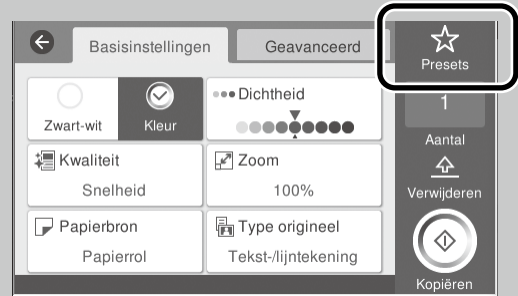 Basisinstellingen
Geavanceerd
Presets
Zwart-wit
Kleur
Dichtheid
1
Aantal
Kwaliteit
Snelheid
Zoom
100%
Verwijderen
Papierbron
Papierrol
Type origineel
Tekst-/lijntekening
Kopiëren